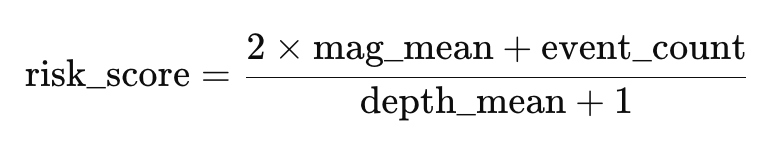 risk_score = (2 × mag_mean + event_count) / (depth_mean + 1)